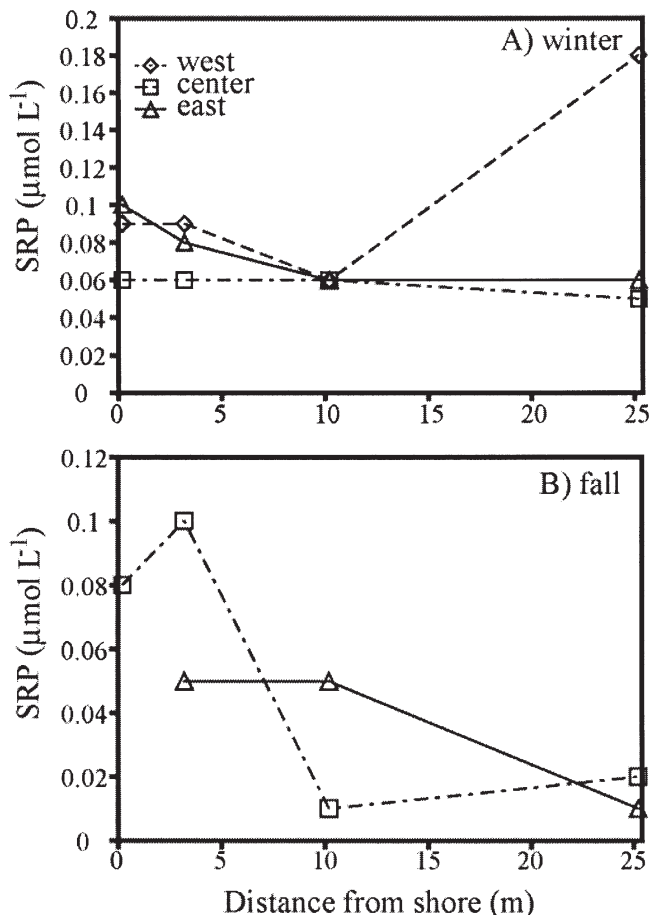 A) winter
0.2
0.18
0.16
0.14
0.12
0.1
0.08
0.06
0.04
0.02
0
SRP (µmol L⁻¹)
west
center
east
0 5 10 15 20 25
B) fall
0.12
0.1
0.08
0.06
0.04
0.02
0
SRP (µmol L⁻¹)
0 5 10 15 20 25
Distance from shore (m)